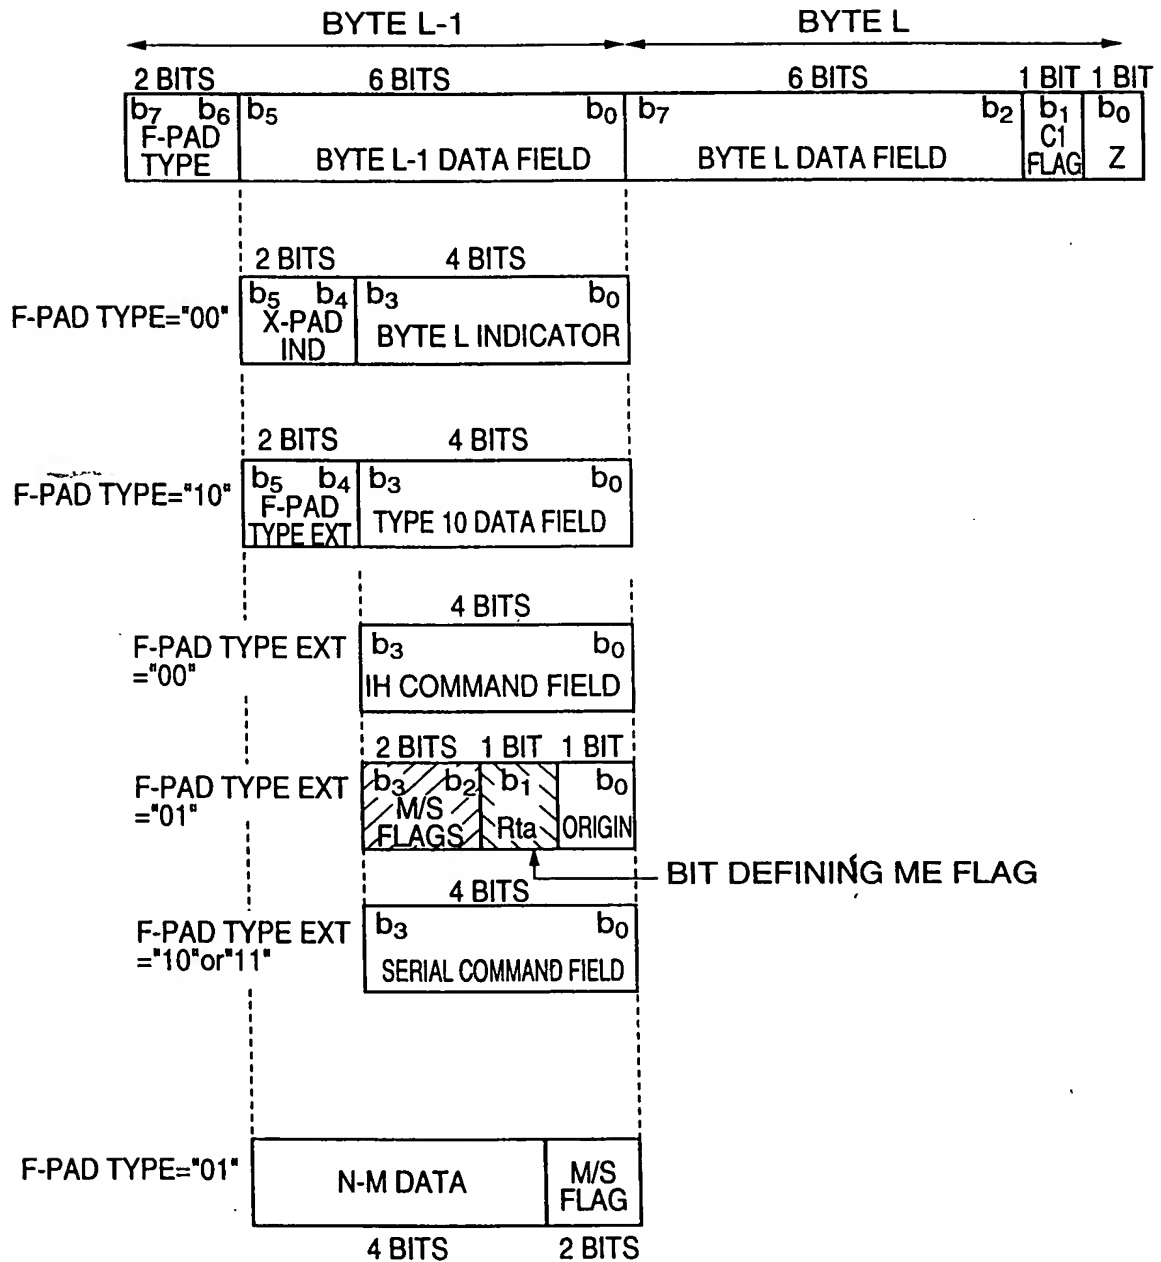 BYTE L-1 BYTE L
2 BITS 6 BITS 6 BITS 1 BIT 1 BIT
b7 b6 b5 b0 b7 b2 b1 b0
F-PAD TYPE BYTE L-1 DATA FIELD BYTE L DATA FIELD C1 FLAG Z
2 BITS 4 BITS
F-PAD TYPE="00" b5 b4 b3 b0
X-PAD IND BYTE L INDICATOR
2 BITS 4 BITS
F-PAD TYPE="10" b5 b4 b3 b0
F-PAD TYPE EXT TYPE 10 DATA FIELD
4 BITS
F-PAD TYPE EXT ="00" b3 b0
IH COMMAND FIELD
2 BITS 1 BIT 1 BIT
F-PAD TYPE EXT ="01" b3 b2 b1 b0
M/S FLAGS Rta ORIGIN
BIT DEFINING ME FLAG
4 BITS
F-PAD TYPE EXT ="10"or"11" b3 b0
SERIAL COMMAND FIELD
F-PAD TYPE="01" N-M DATA M/S FLAG
4 BITS 2 BITS